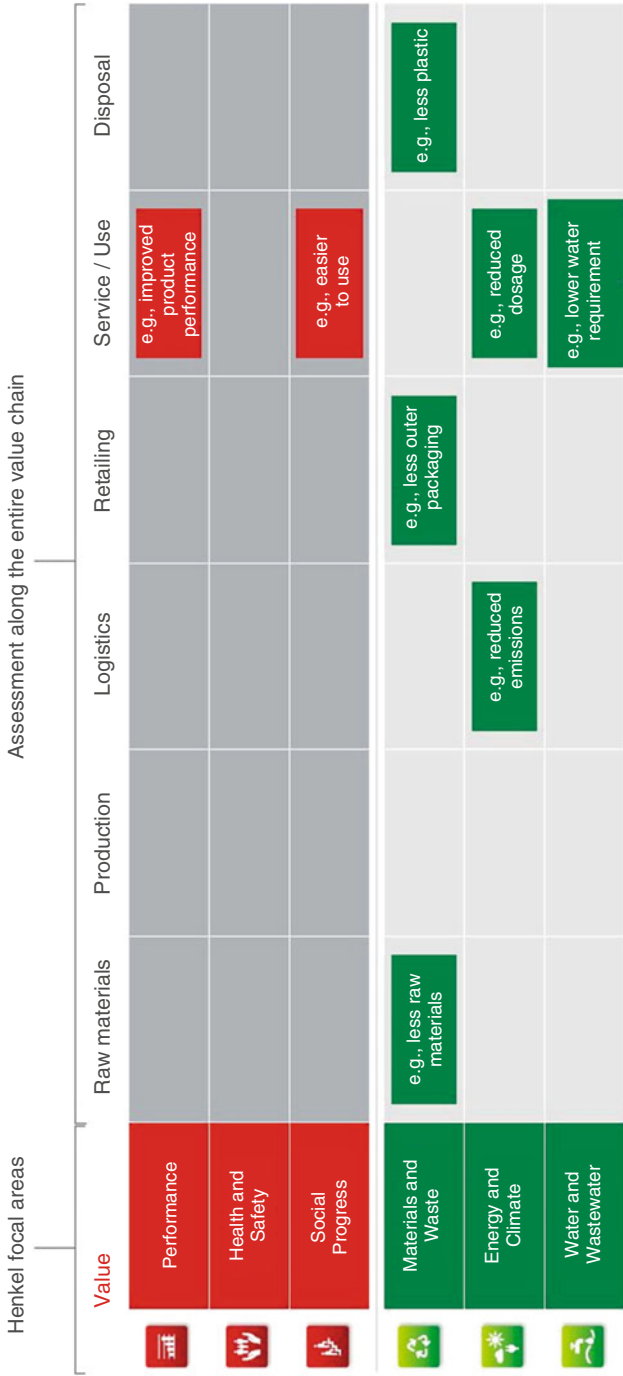 Henkel focal areas
Assessment along the entire value chain
Value
Raw materials
Production
Logistics
Retailing
Service / Use
Disposal
Performance
e.g., improved
product
performance
Health and
Safety
Social
Progress
e.g., easier
to use
Materials and
Waste
e.g., less raw
materials
e.g., less outer
packaging
e.g., less plastic
Energy and
Climate
e.g., reduced
emissions
e.g., reduced
dosage
Water and
Wastewater
e.g., lower water
requirement